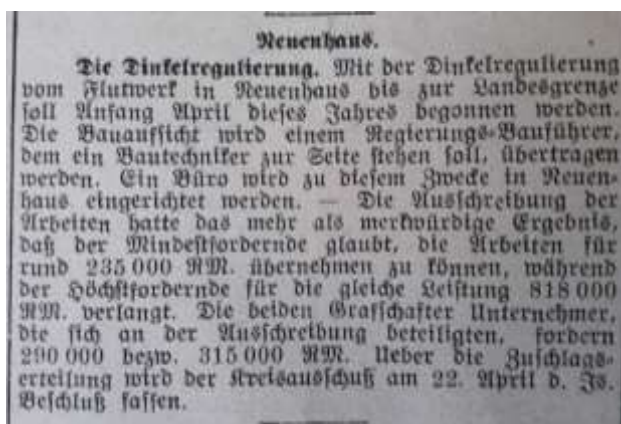 Neuenhaus.
Die Dinkelregulierung. Mit der Dinkelregulierung
vom Flutwerk in Neuenhaus bis zur Landesgrenze
soll Anfang April dieses Jahres begonnen werden.
Die Bauaufsicht wird einem Regierungs-Bauführer,
dem ein Bautechniker zur Seite stehen soll, übertragen
werden. Ein Büro wird zu diesem Zwecke in Neuen-
haus eingerichtet werden. — Die Ausschreibung der
Arbeiten hatte das mehr als merkwürdige Ergebnis,
daß der Mindestfordernde glaubt, die Arbeiten für
rund 235 000 RM. übernehmen zu können, während
der Höchstfordernde für die gleiche Leistung 818 000
RM. verlangt. Die beiden Grafschafter Unternehmer,
die sich an der Ausschreibung beteiligten, fordern
290 000 bezw. 315 000 RM. Ueber die Zuschlags-
erteilung wird der Kreisausschuß am 22. April d. Js.
Beschluß fassen.